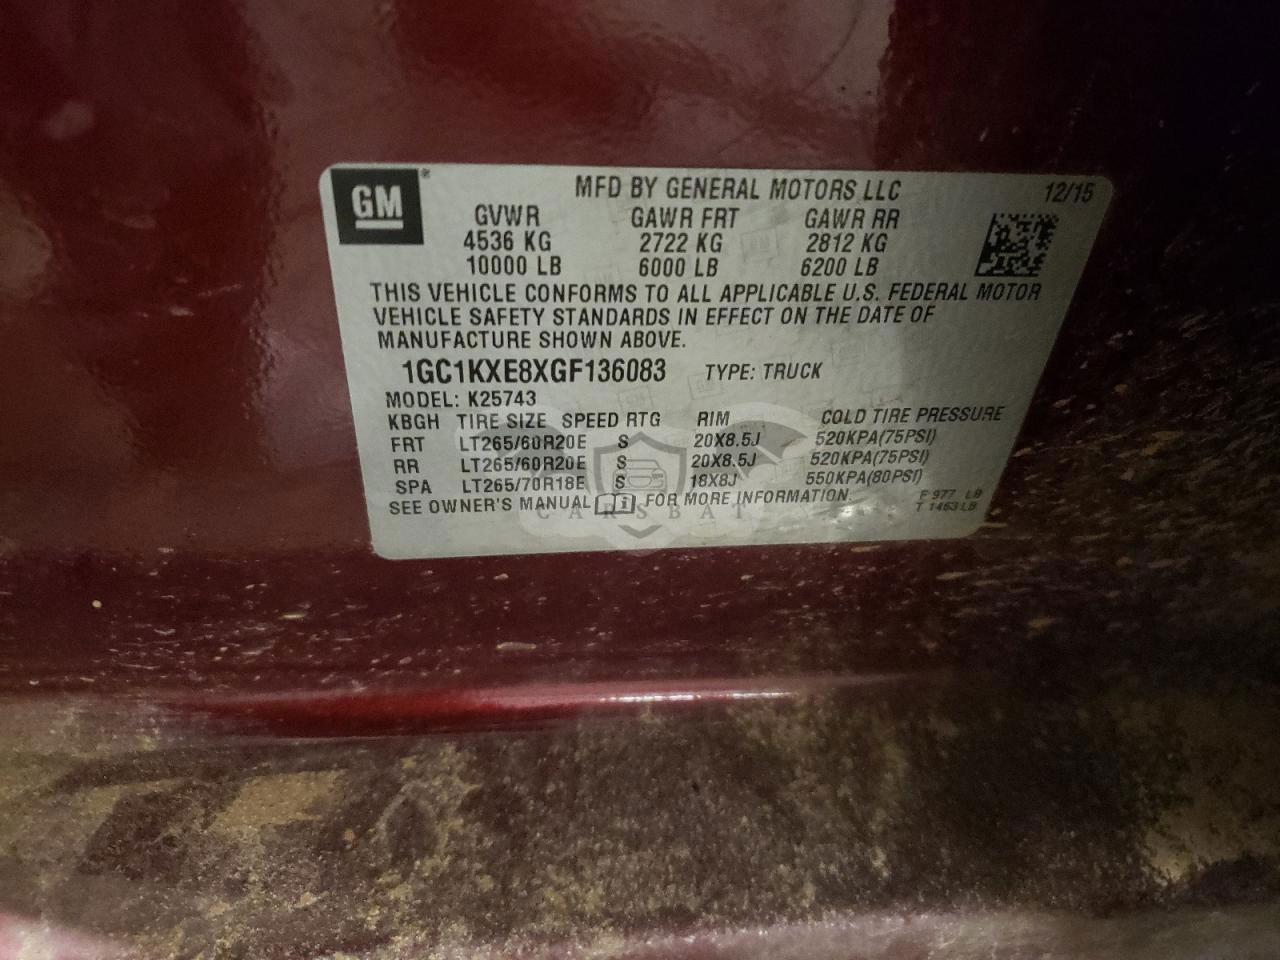 GM®
MFD BY GENERAL MOTORS LLC 12/15
GVWR GAWR FRT GAWR RR
4536 KG 2722 KG 2812 KG
10000 LB 6000 LB 6200 LB
THIS VEHICLE CONFORMS TO ALL APPLICABLE U.S. FEDERAL MOTOR
VEHICLE SAFETY STANDARDS IN EFFECT ON THE DATE OF
MANUFACTURE SHOWN ABOVE.
1GC1KXE8XGF136083 TYPE: TRUCK
MODEL: K25743
KBGH TIRE SIZE SPEED RTG RIM COLD TIRE PRESSURE
FRT LT265/60R20E S 20X8.5J 520KPA(75PSI)
RR LT265/60R20E S 20X8.5J 520KPA(75PSI)
SPA LT265/70R18E S 18X8J 550KPA(80PSI)
SEE OWNER'S MANUAL i FOR MORE INFORMATION. F 977 LB
T 1463 LB
CARSBAT